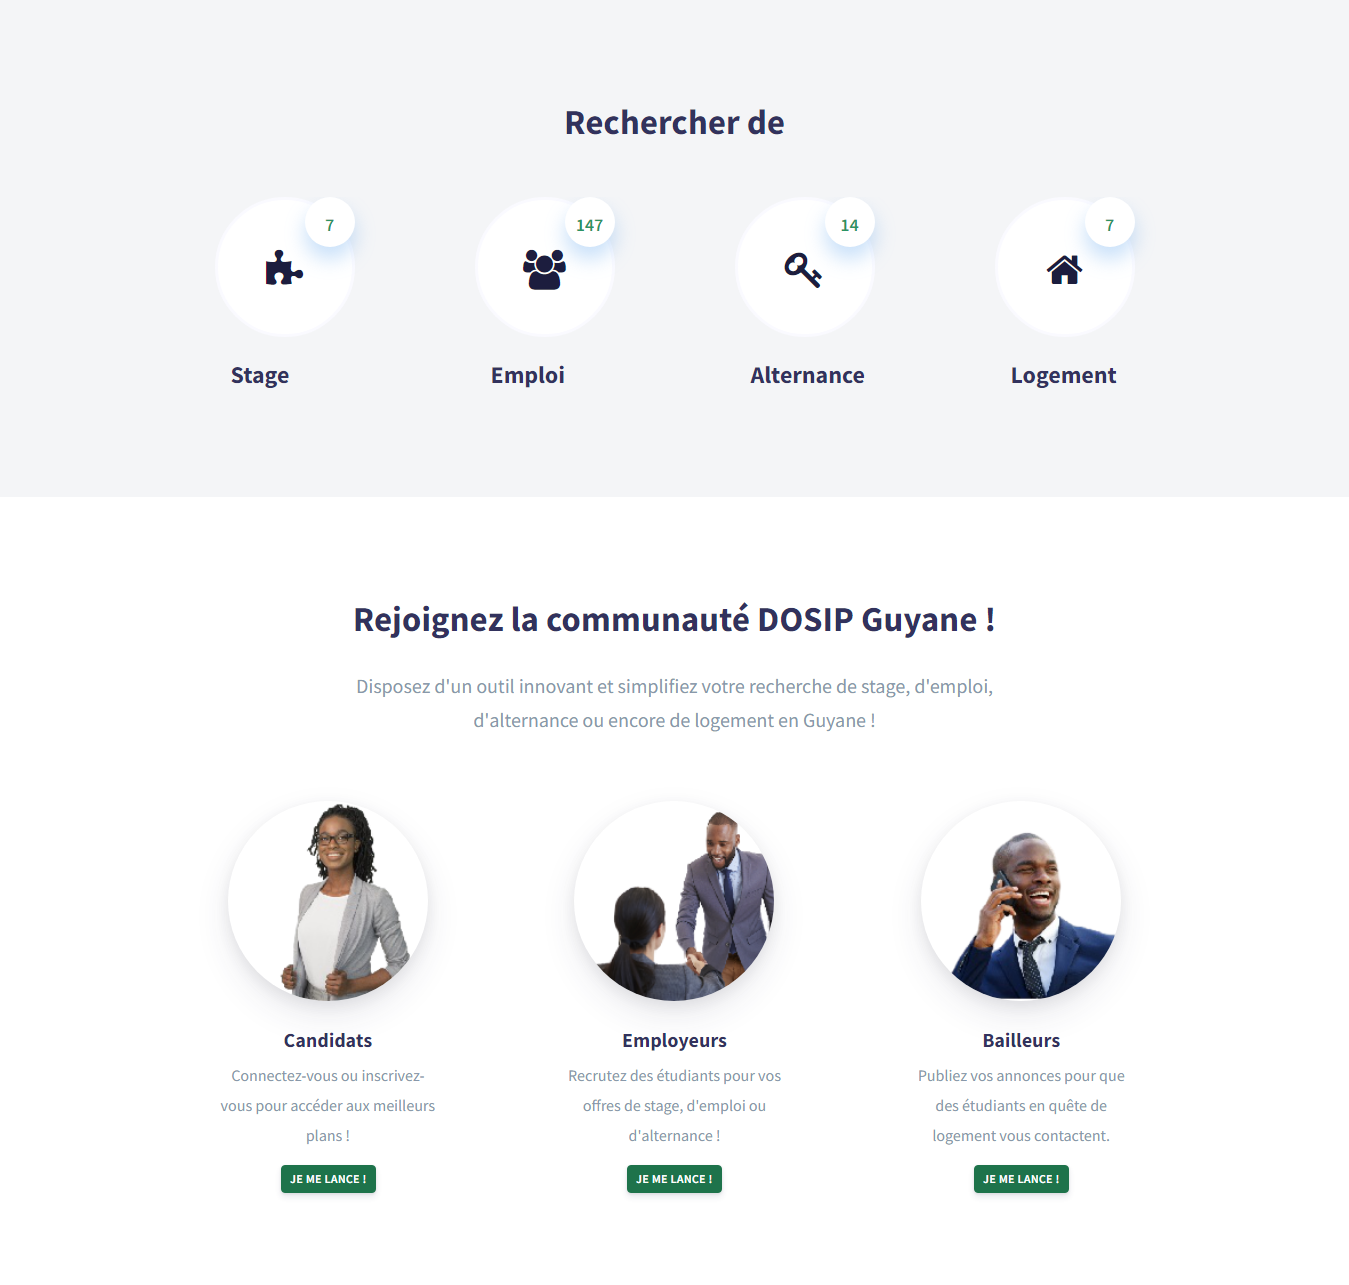 Rechercher de
7
147
14
7
Stage
Emploi
Alternance
Logement
Rejoignez la communauté DOSIP Guyane !
Disposez d'un outil innovant et simplifiez votre recherche de stage, d'emploi,
d'alternance ou encore de logement en Guyane !
Candidats
Connectez-vous ou inscrivez-
vous pour accéder aux meilleurs
plans !
JE ME LANCE !
Employeurs
Recrutez des étudiants pour vos
offres de stage, d'emploi ou
d'alternance !
JE ME LANCE !
Bailleurs
Publiez vos annonces pour que
des étudiants en quête de
logement vous contactent.
JE ME LANCE !